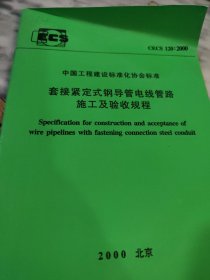 ECS
CECS 120:2000
中国工程建设标准化协会标准
套接紧定式钢导管电线管路
施工及验收规程
Specification for construction and acceptance of
wire pipelines with fastening connection steel conduit
2000 北京